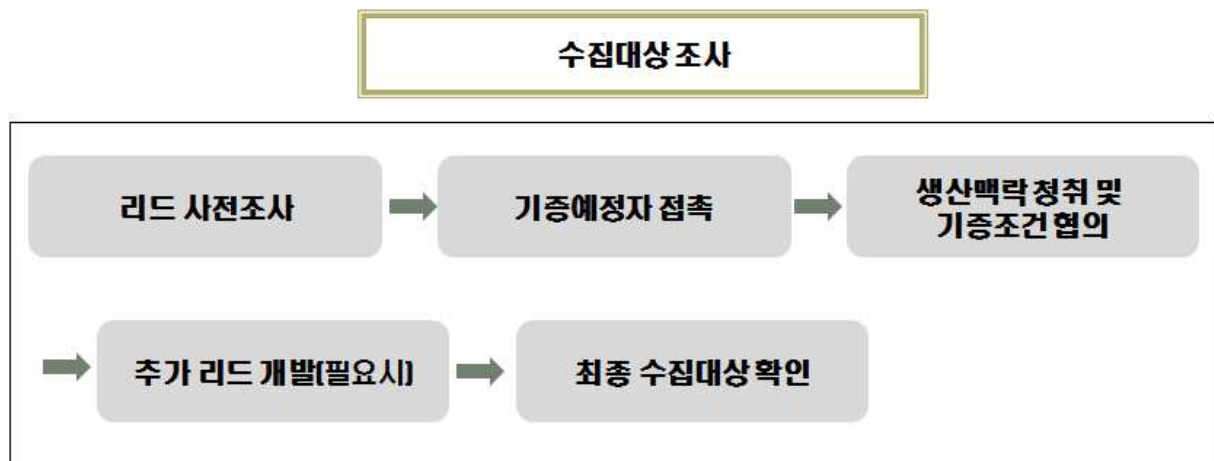 수집대상 조사
리드 사전조사
기증예정자 접촉
생산맥락 청취 및
기증조건 협의
추가 리드 개발(필요시)
최종 수집대상 확인